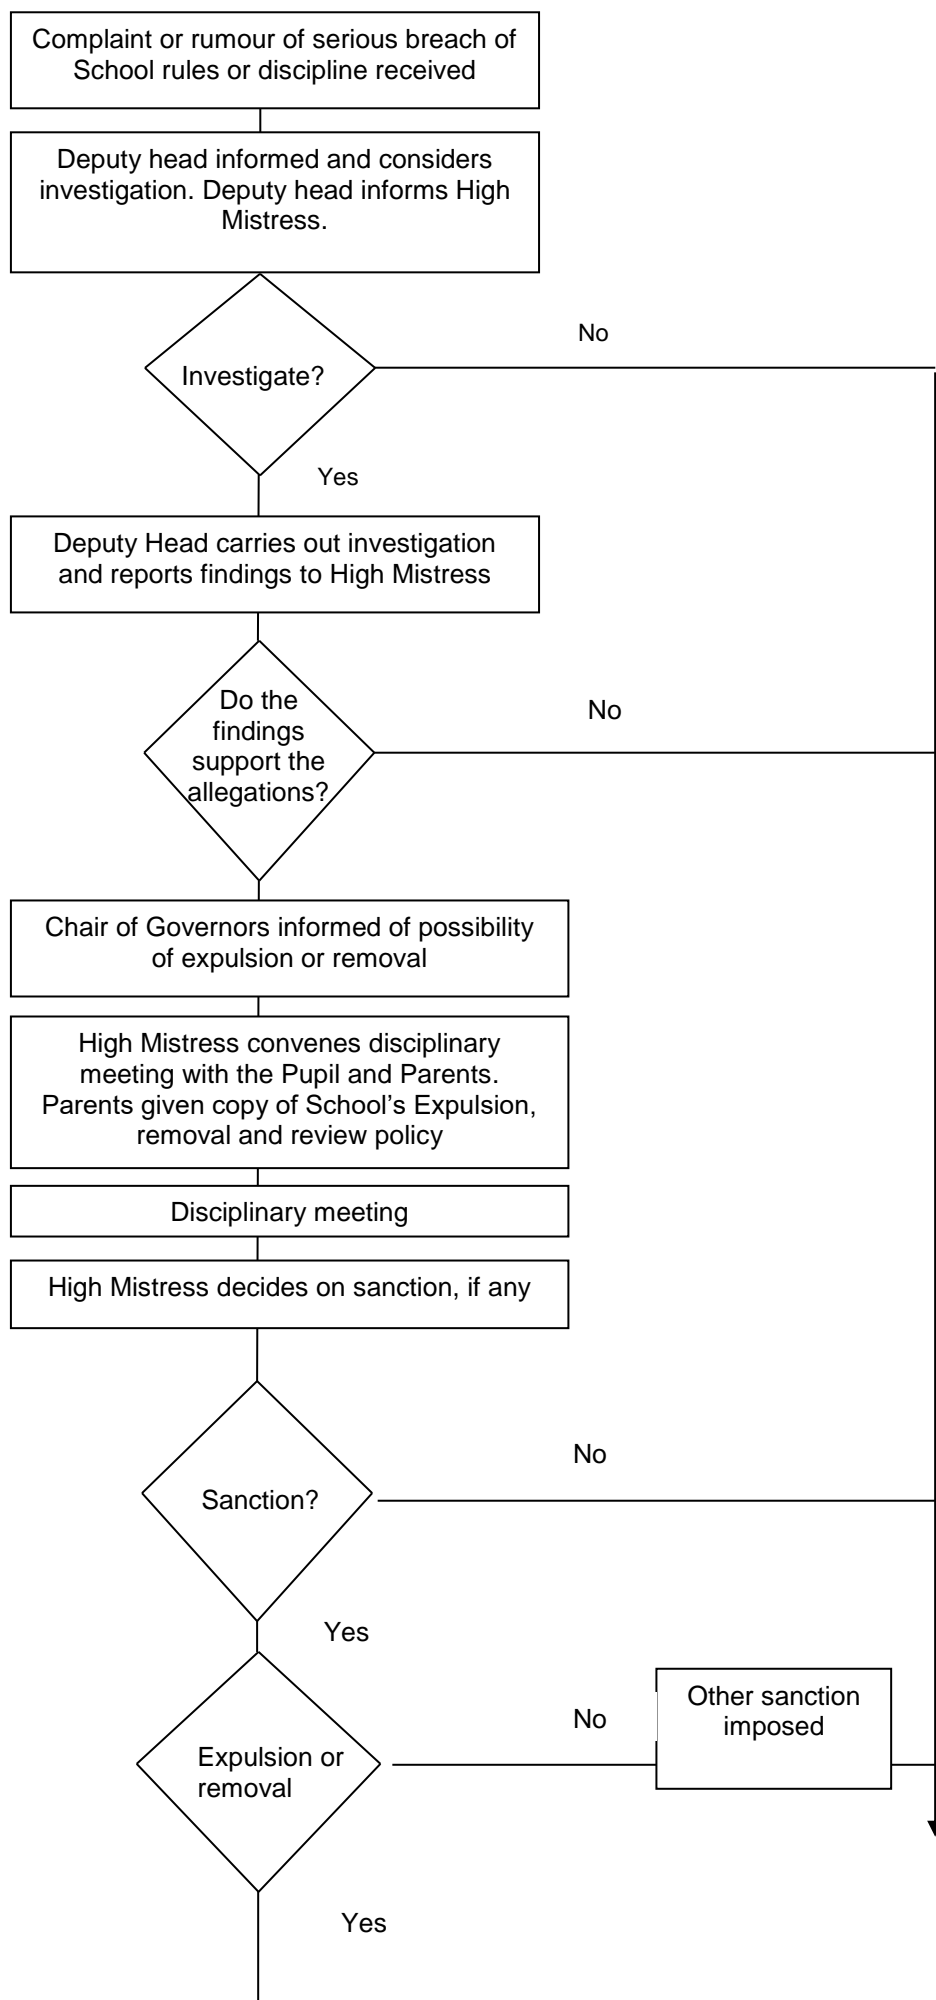 Complaint or rumour of serious breach of
School rules or discipline received
Deputy head informed and considers
investigation. Deputy head informs High
Mistress.
No
Investigate?
Yes
Deputy Head carries out investigation
and reports findings to High Mistress
Do the
findings
support the
allegations?
No
Chair of Governors informed of possibility
of expulsion or removal
High Mistress convenes disciplinary
meeting with the Pupil and Parents.
Parents given copy of School’s Expulsion,
removal and review policy
Disciplinary meeting
High Mistress decides on sanction, if any
No
Sanction?
Yes
Expulsion or
removal
No
Other sanction
imposed
Yes